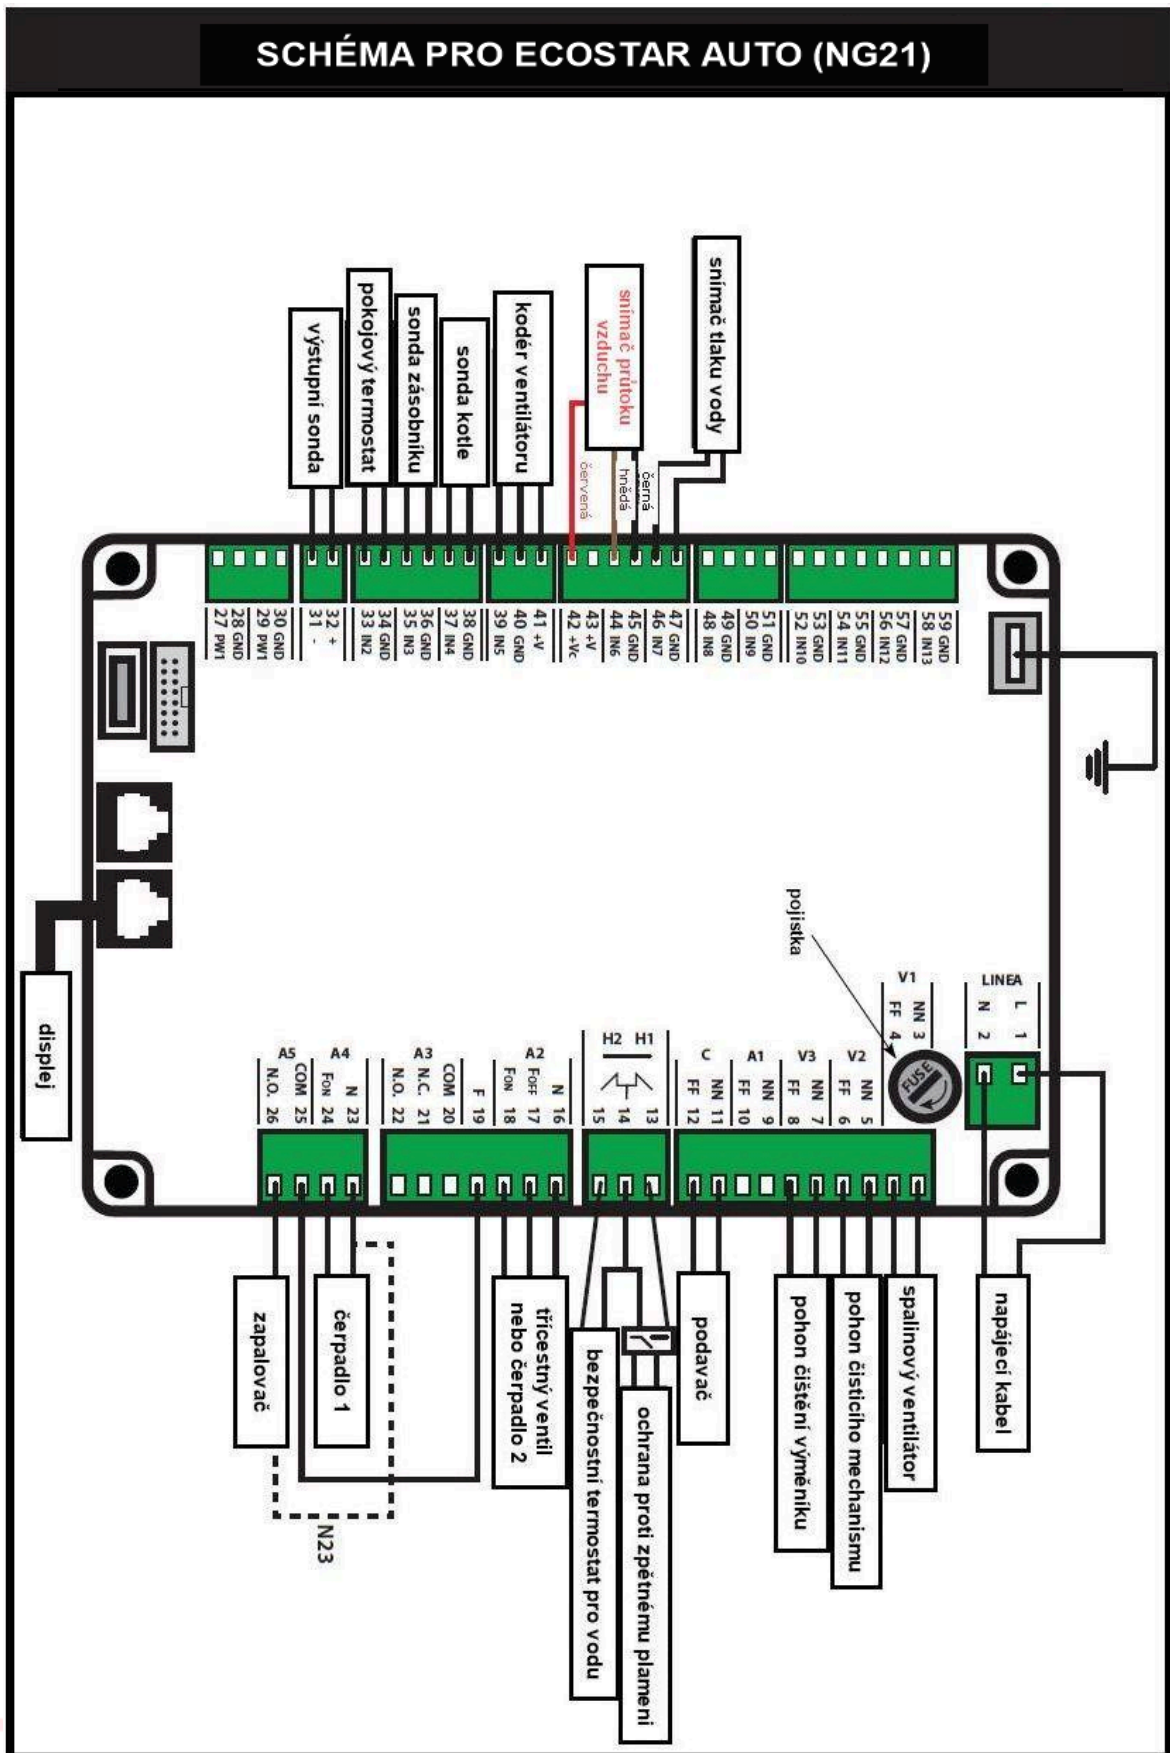 SCHÉMA PRO ECOSTAR AUTO (NG21)
výstupní sonda
pokojový termostat
sonda zásobníku
sonda kotle
kodér ventilátoru
snímač průtoku
vzduchu
snímač tlaku vody
červená
hnědá
černá
27 PW1
28 GND
29 PW1
30 GND
31 -
32 +
33 IN2
34 GND
35 IN3
36 GND
37 IN4
38 GND
39 IN5
40 GND
41 +V
42 +Vc
43 +V
44 IN6
45 GND
46 IN7
47 GND
48 IN8
49 GND
50 IN9
51 GND
52 IN10
53 GND
54 IN11
55 GND
56 IN12
57 GND
58 IN13
59 GND
pojistka
FUSE
displej
LINEA
L 1
N 2
V1
NN 3
FF 4
V2
NN 5
FF 6
V3
NN 7
FF 8
A1
NN 9
FF 10
C
NN 11
FF 12
H2 H1
13
14
15
A2
N 16
FOFF 17
FON 18
F 19
A3
COM 20
N.C. 21
N.O. 22
A4
N 23
FON 24
A5
COM 25
N.O. 26
zapalovač
čerpadlo 1
N23
třícestný ventil
nebo čerpadlo 2
bezpečnostní termostat pro vodu
ochrana proti zpětnému plameni
podavač
pohon čištění výměníku
pohon čisticího mechanismu
spalinový ventilátor
napájecí kabel